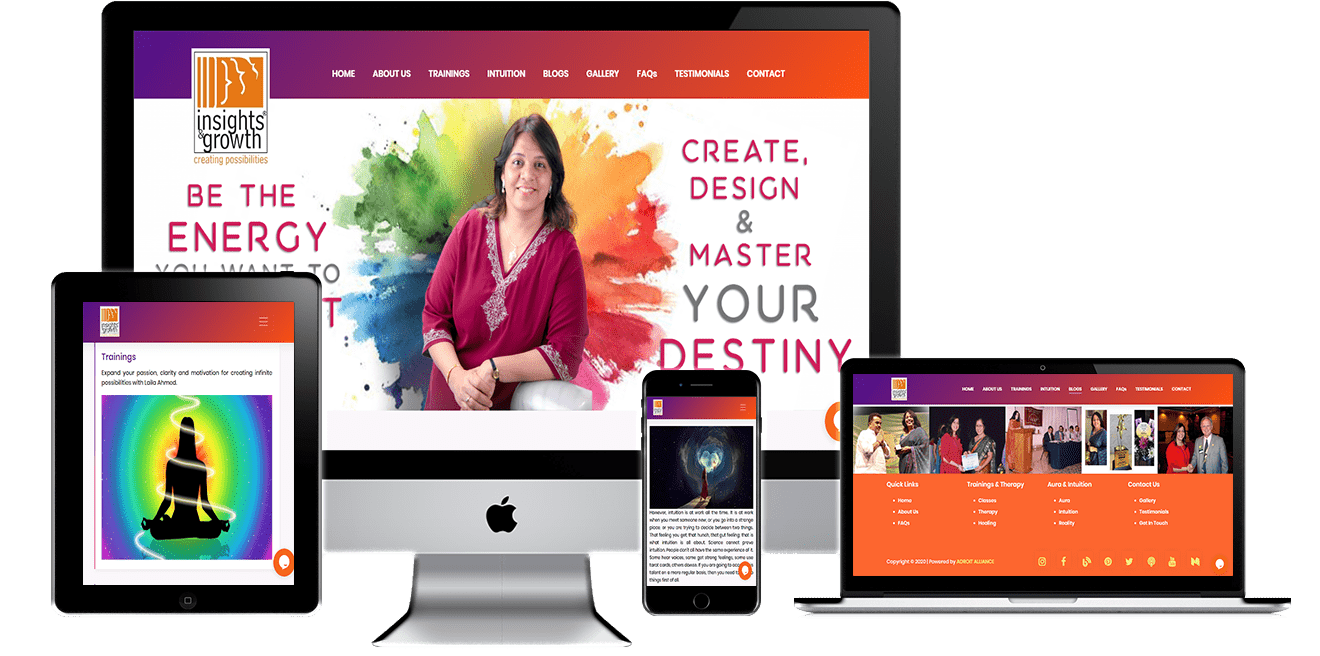 HOME ABOUT US TRAININGS INTUITION BLOGS GALLERY FAQs TESTIMONIALS CONTACT
insights
&growth
creating possibilities
BE THE
ENERGY
YOU WANT TO
T
CREATE,
DESIGN
&
MASTER
YOUR
DESTINY
insights
Trainings
Expand your passion, clarity and motivation for creating infinite
possibilities with Laila Ahmad.
However, intuition is at work all the time. It is at work
when you meet someone new, or you go into a strange
place, or you are trying to decide between two things.
That feeling you get, that hunch, that gut feeling, that is
what intuition is all about. Science cannot prove
intuition. People don't all have the same experience of it.
Some hear voices, some got strong feelings, some use
tarot cards, others dowse. If you are going to
talent on a more regular basis, then you need
things first of all.
HOME ABOUT US TRAININGS INTUITION BLOGS GALLERY FAQs TESTIMONIALS CONTACT
Quick Links
Home
About Us
FAQs
Trainings & Therapy
Classes
Therapy
Healing
Aura & Intuition
Aura
Intuition
Reality
Contact Us
Gallery
Testimonials
Get In Touch
Copyright © 2020 | Powered by ADROIT ALLIANCE